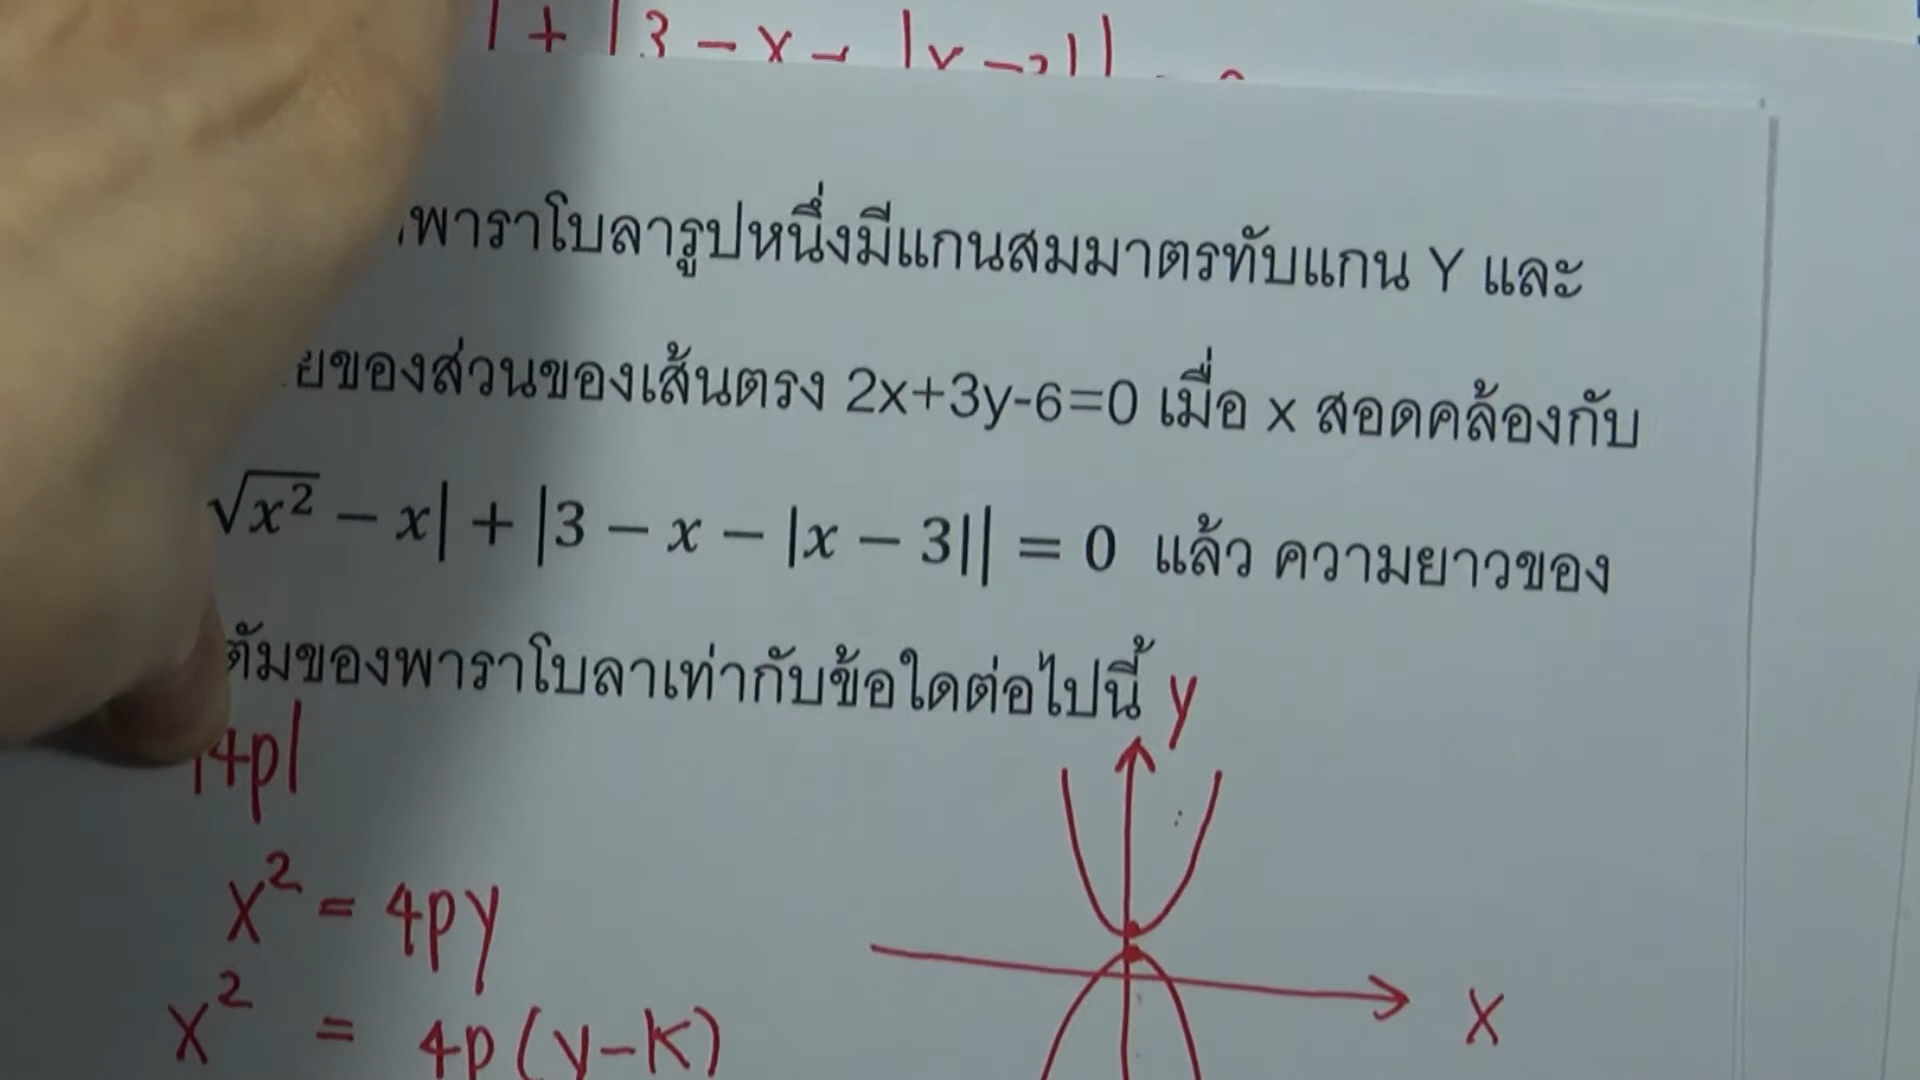 | + |3 - x - |x - 3||
พาราโบลารูปหนึ่งมีแกนสมมาตรทับแกน Y และ
ของส่วนของเส้นตรง 2x+3y-6=0 เมื่อ x สอดคล้องกับ
√x² − x| + |3 − x − |x − 3|| = 0 แล้ว ความยาวของ
ตัมของพาราโบลาเท่ากับข้อใดต่อไปนี้
y
|4p|
x² = 4py
x² = 4p(y-k)
X